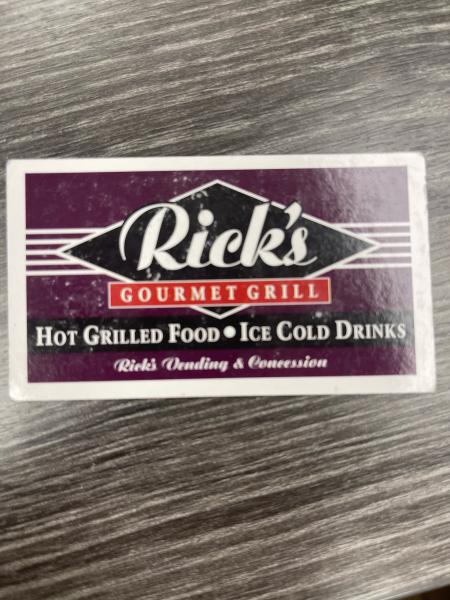 Rick's
GOURMET GRILL
HOT GRILLED FOOD • ICE COLD DRINKS
Rick's Vending & Concession